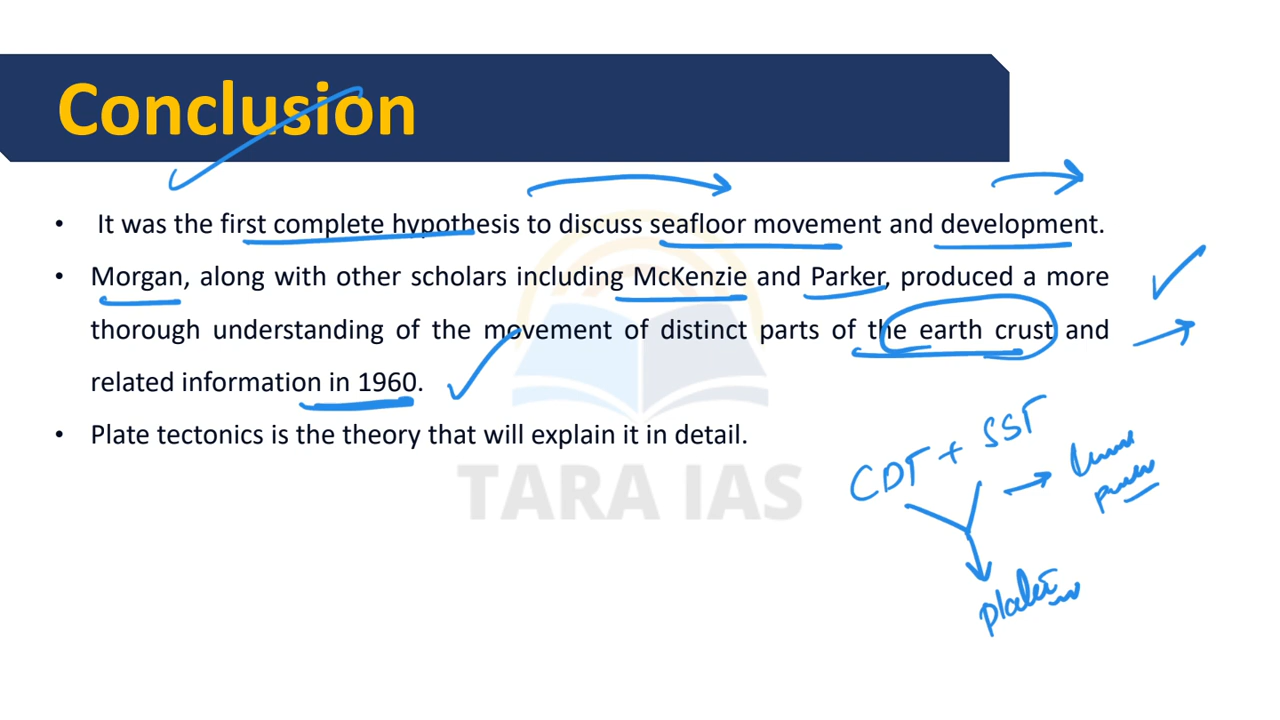 Conclusion
• It was the first complete hypothesis to discuss seafloor movement and development.
• Morgan, along with other scholars including McKenzie and Parker, produced a more
thorough understanding of the movement of distinct parts of the earth crust and
related information in 1960.
• Plate tectonics is the theory that will explain it in detail.
CDT + SST
TARA IAS